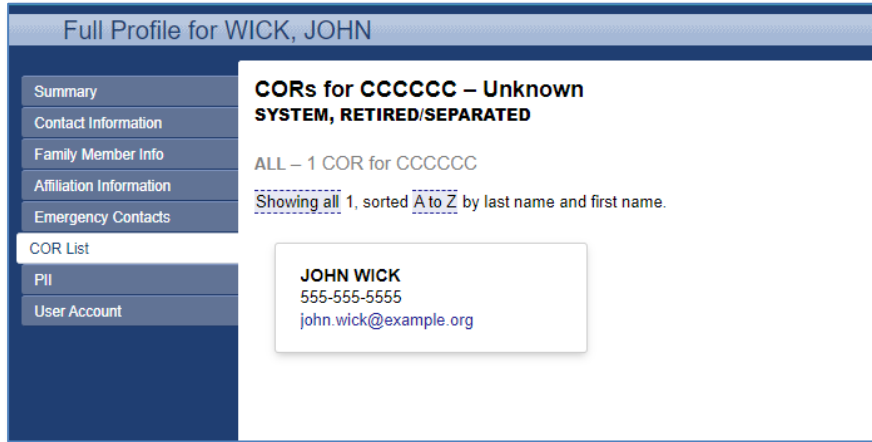 Full Profile for WICK, JOHN
Summary
Contact Information
Family Member Info
Affiliation Information
Emergency Contacts
COR List
PII
User Account
CORs for CCCCCC – Unknown
SYSTEM, RETIRED/SEPARATED
ALL – 1 COR for CCCCCC
Showing all 1, sorted A to Z by last name and first name.
JOHN WICK
555-555-5555
john.wick@example.org